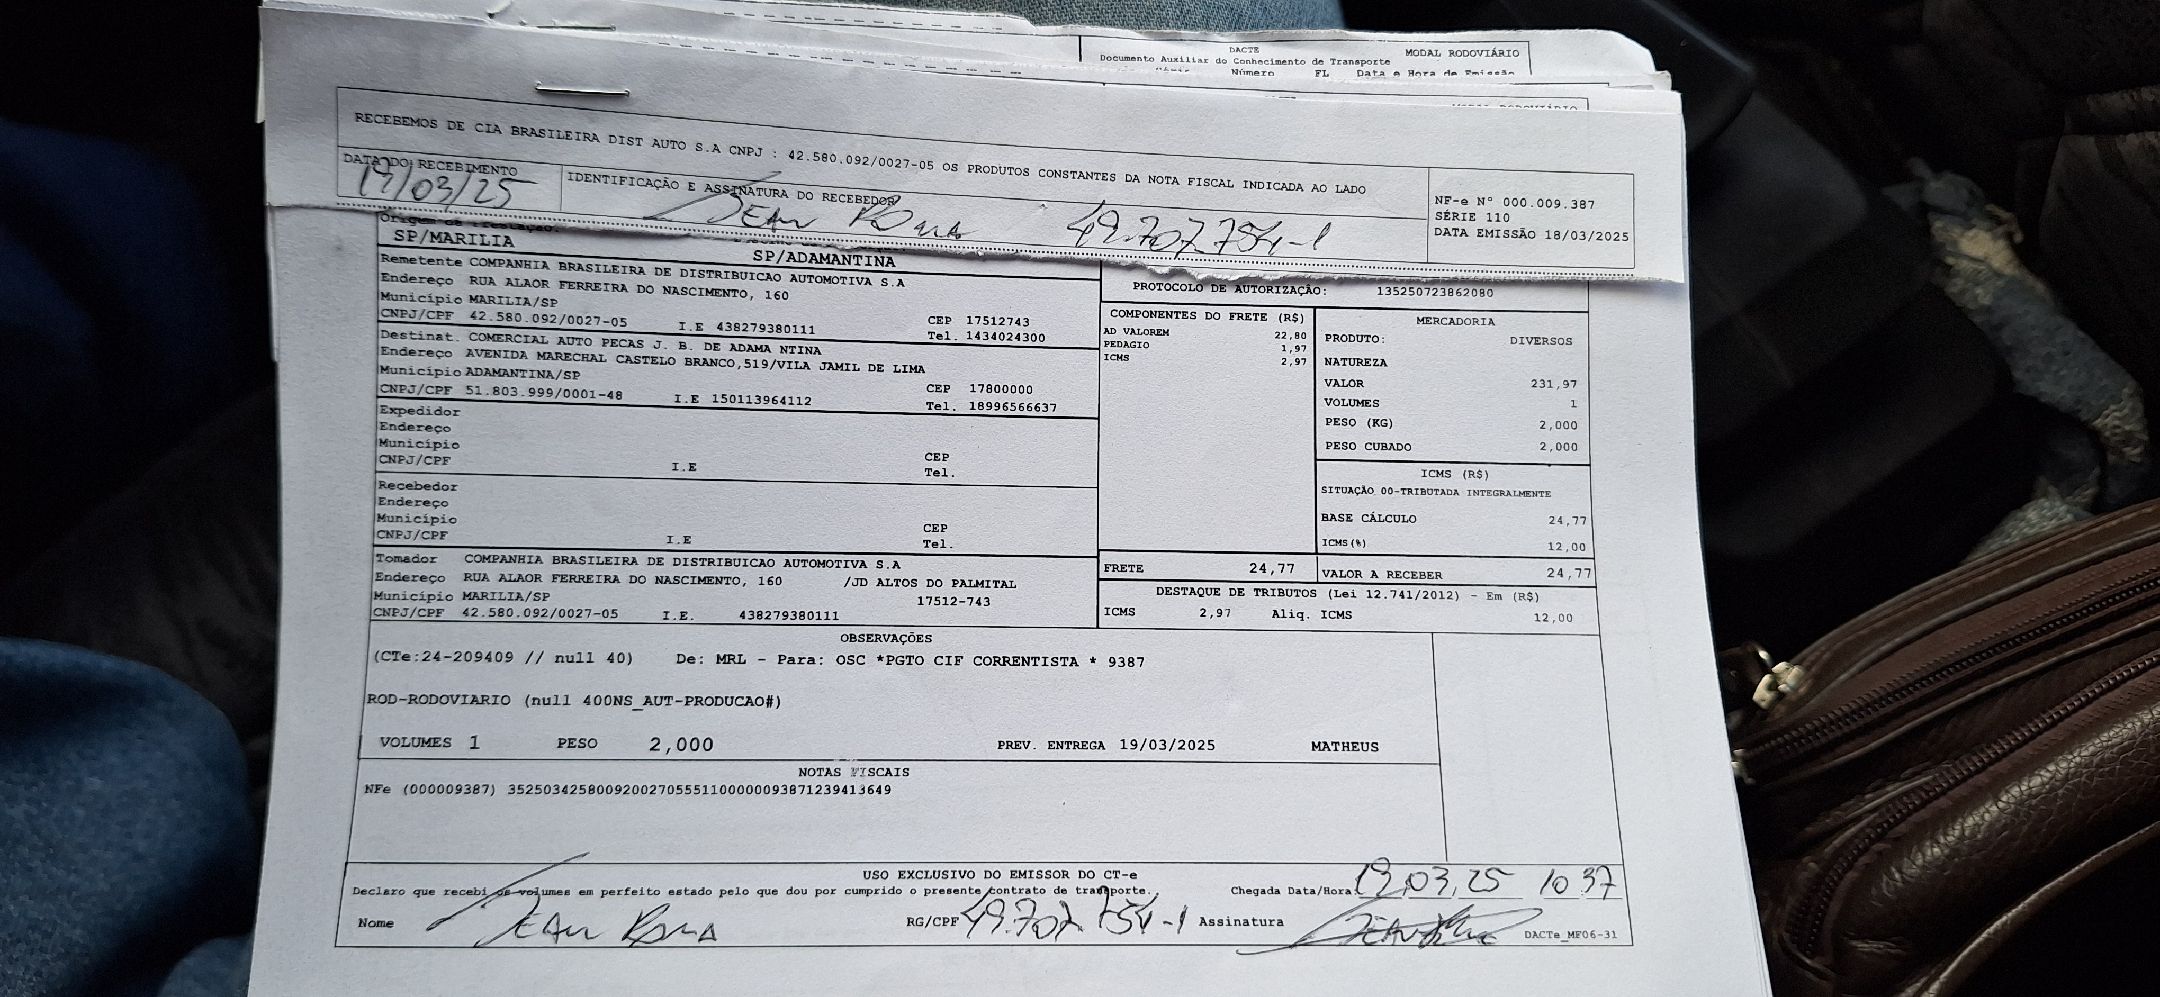 DACTE
MODAL RODOVIÁRIO
Documento Auxiliar do Conhecimento de Transporte
Número FL Data e Hora de Emissão
RECEBEMOS DE CIA BRASILEIRA DIST AUTO S.A CNPJ : 42.580.092/0027-05 OS PRODUTOS CONSTANTES DA NOTA FISCAL INDICADA AO LADO
DATA DO RECEBIMENTO
19/03/25
IDENTIFICAÇÃO E ASSINATURA DO RECEBEDOR
JEAN ROMA 49.707.754-1
NF-e N° 000.009.387
SÉRIE 110
DATA EMISSÃO 18/03/2025
SP/MARILIA
SP/ADAMANTINA
Remetente COMPANHIA BRASILEIRA DE DISTRIBUICAO AUTOMOTIVA S.A
Endereço RUA ALAOR FERREIRA DO NASCIMENTO, 160
Município MARILIA/SP CEP 17512743
CNPJ/CPF 42.580.092/0027-05 I.E 438279380111 Tel. 1434024300
Destinat. COMERCIAL AUTO PECAS J. B. DE ADAMA NTINA
Endereço AVENIDA MARECHAL CASTELO BRANCO,519/VILA JAMIL DE LIMA
Município ADAMANTINA/SP CEP 17800000
CNPJ/CPF 51.803.999/0001-48 I.E 150113964112 Tel. 18996566637
Expedidor
Endereço
Município CEP
CNPJ/CPF I.E Tel.
Recebedor
Endereço
Município CEP
CNPJ/CPF I.E Tel.
Tomador COMPANHIA BRASILEIRA DE DISTRIBUICAO AUTOMOTIVA S.A
Endereço RUA ALAOR FERREIRA DO NASCIMENTO, 160 /JD ALTOS DO PALMITAL
Município MARILIA/SP 17512-743
CNPJ/CPF 42.580.092/0027-05 I.E. 438279380111
PROTOCOLO DE AUTORIZAÇÃO: 135250723862080
COMPONENTES DO FRETE (R$)
AD VALOREM 22,80
PEDAGIO 1,97
ICMS 2,97
MERCADORIA
PRODUTO: DIVERSOS
NATUREZA
VALOR 231,97
VOLUMES 1
PESO (KG) 2,000
PESO CUBADO 2,000
ICMS (R$)
SITUAÇÃO 00-TRIBUTADA INTEGRALMENTE
BASE CÁLCULO 24,77
ICMS(%) 12,00
FRETE 24,77
VALOR A RECEBER 24,77
DESTAQUE DE TRIBUTOS (Lei 12.741/2012) - Em (R$)
ICMS 2,97 Aliq. ICMS 12,00
OBSERVAÇÕES
(CTe:24-209409 // null 40) De: MRL - Para: OSC *PGTO CIF CORRENTISTA * 9387
ROD-RODOVIARIO (null 400NS_AUT-PRODUCAO#)
VOLUMES 1 PESO 2,000 PREV. ENTREGA 19/03/2025 MATHEUS
NOTAS FISCAIS
NFe (000009387) 35250342580092002705551100000093871239413649
USO EXCLUSIVO DO EMISSOR DO CT-e
Declaro que recebi os volumes em perfeito estado pelo que dou por cumprido o presente contrato de transporte. Chegada Data/Hora 19,03,25 10 37
Nome JEAN ROMA RG/CPF 49.707.754-1 Assinatura
DACTe_MF06-31